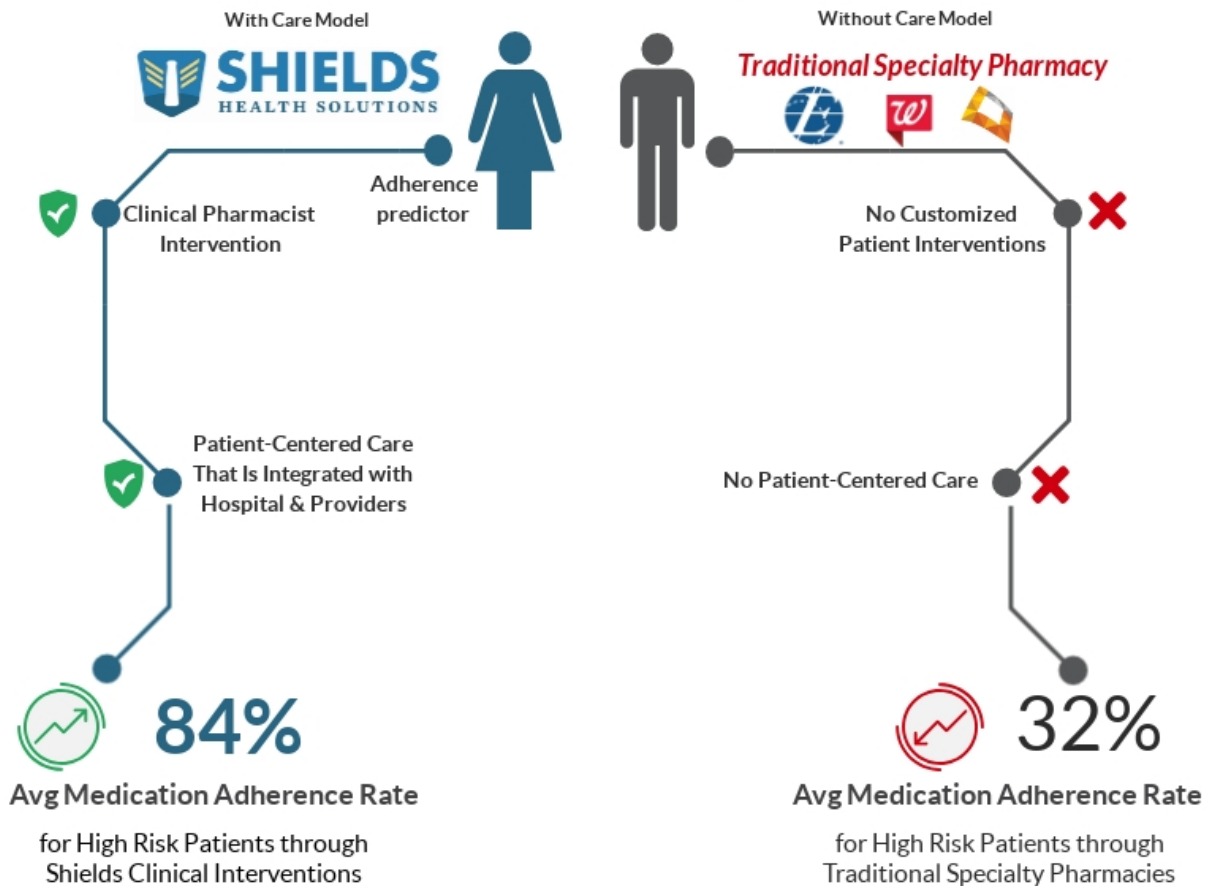 With Care Model
SHIELDS
HEALTH SOLUTIONS
Adherence
predictor
Clinical Pharmacist
Intervention
Patient-Centered Care
That Is Integrated with
Hospital & Providers
84%
Avg Medication Adherence Rate
for High Risk Patients through
Shields Clinical Interventions
Without Care Model
Traditional Specialty Pharmacy
No Customized
Patient Interventions
No Patient-Centered Care
32%
Avg Medication Adherence Rate
for High Risk Patients through
Traditional Specialty Pharmacies